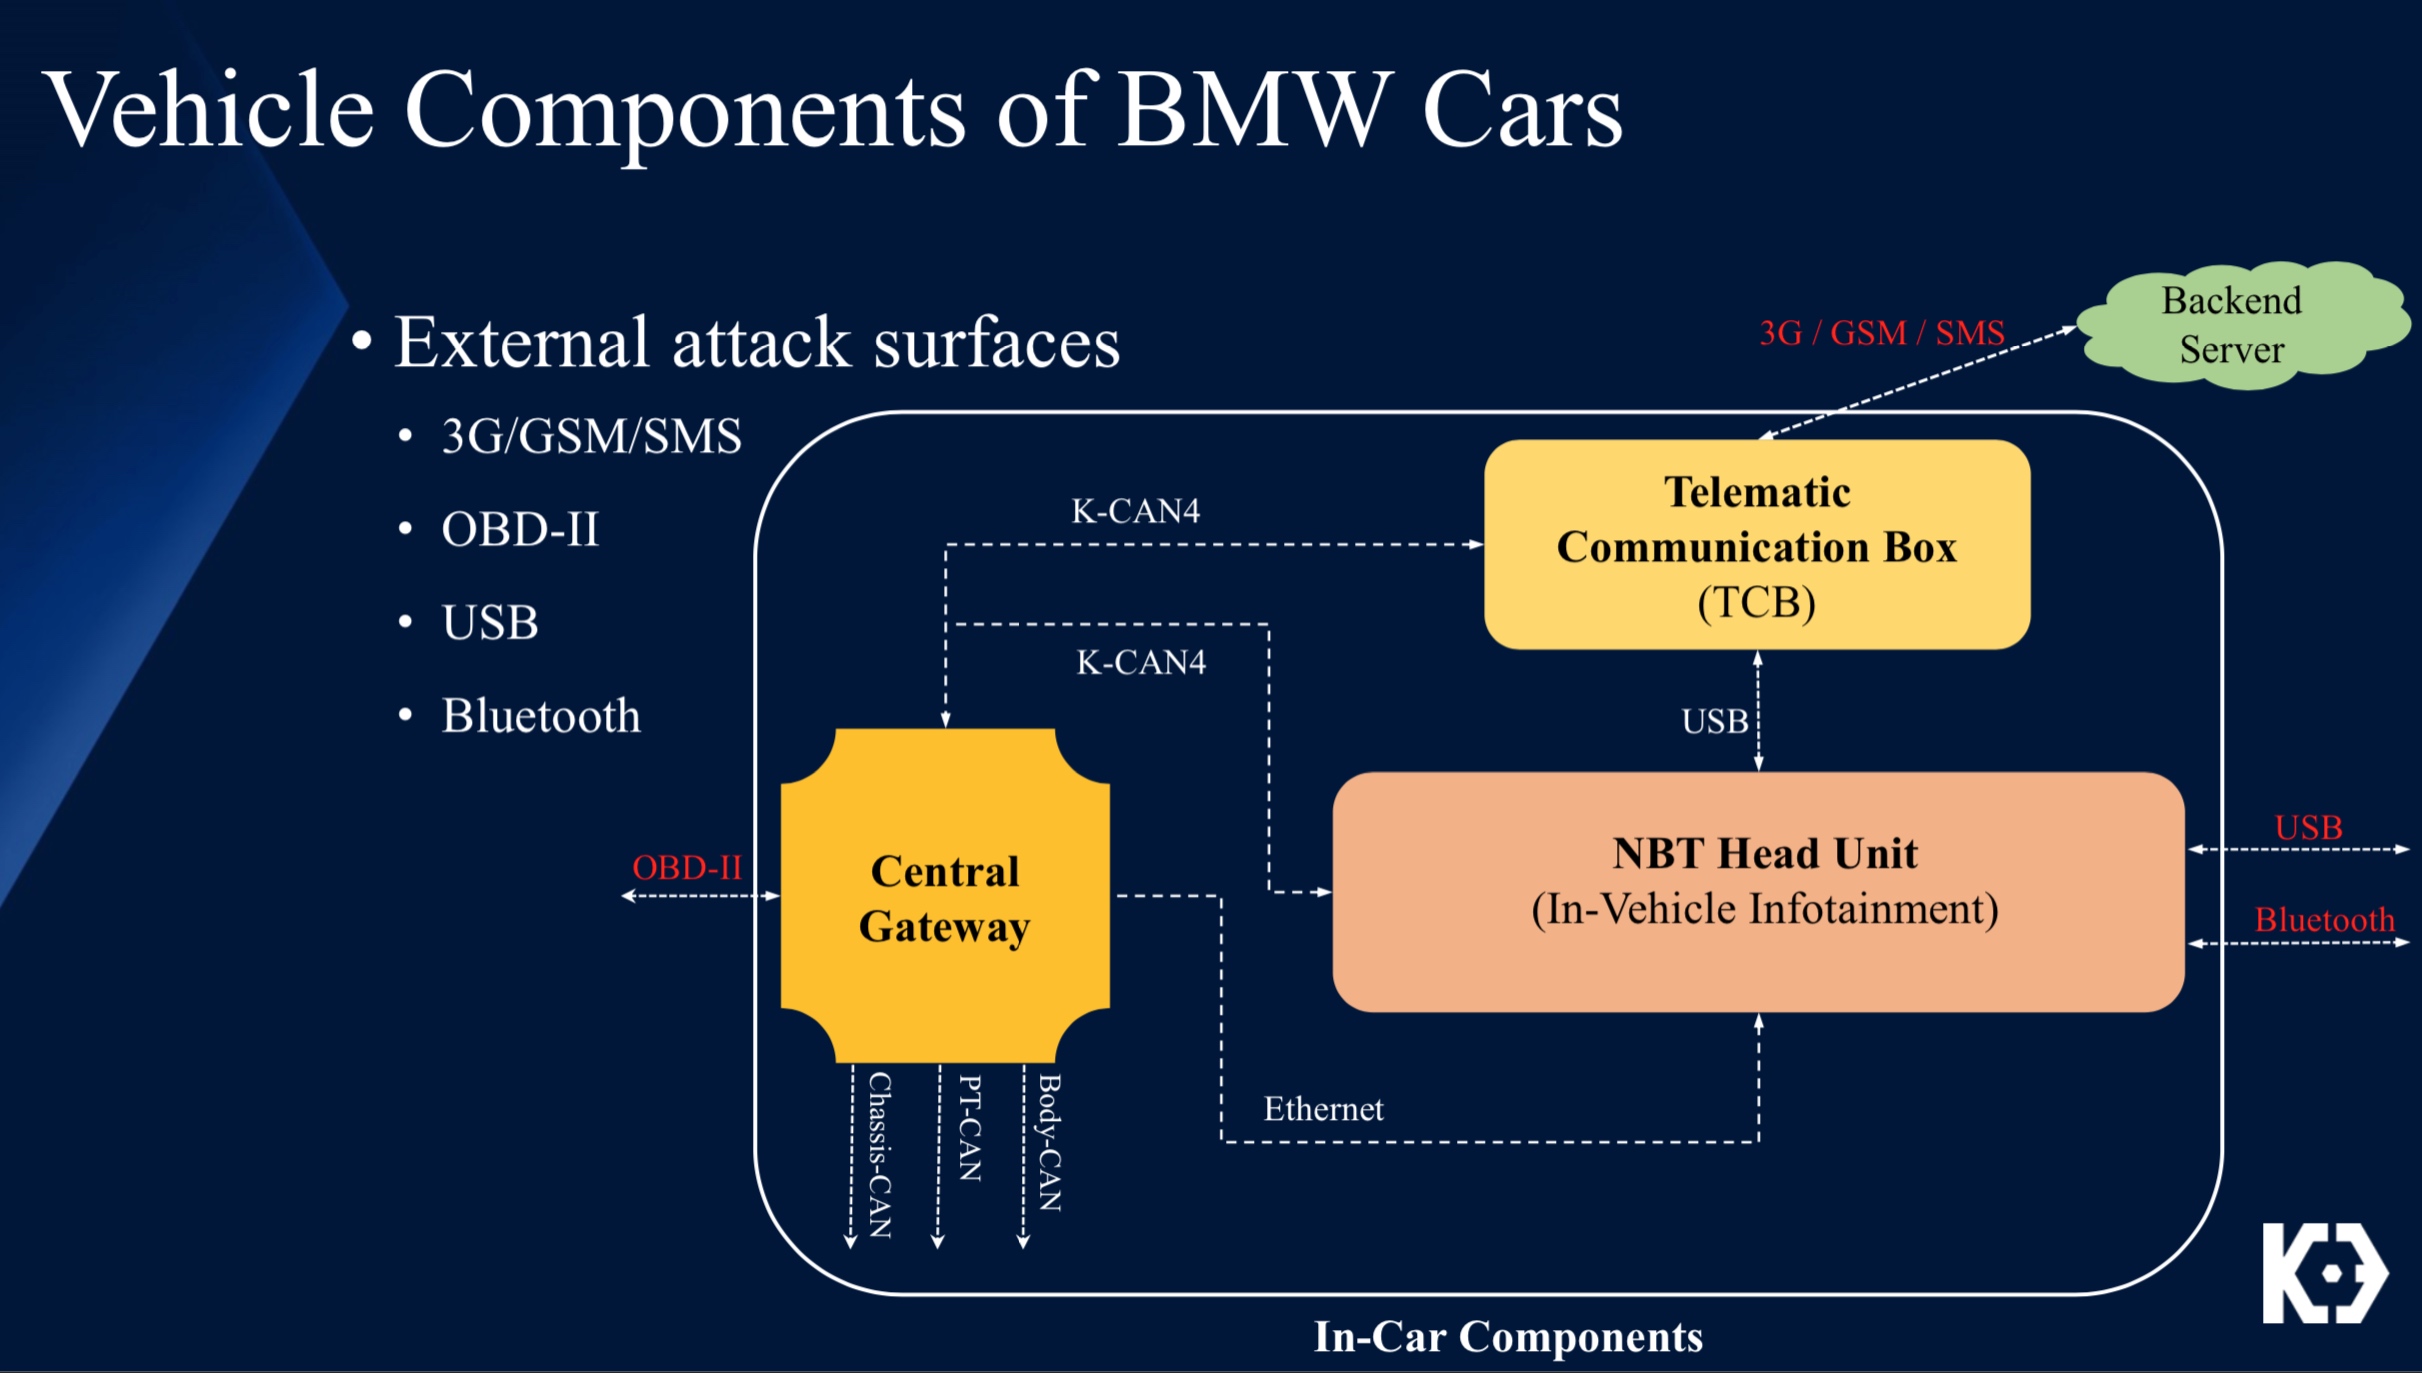 Vehicle Components of BMW Cars
• External attack surfaces
• 3G/GSM/SMS
• OBD-II
• USB
• Bluetooth
3G / GSM / SMS
Backend
Server
K-CAN4
Telematic
Communication Box
(TCB)
K-CAN4
USB
OBD-II
Central
Gateway
NBT Head Unit
(In-Vehicle Infotainment)
USB
Bluetooth
Chassis-CAN
PT-CAN
Body-CAN
Ethernet
In-Car Components